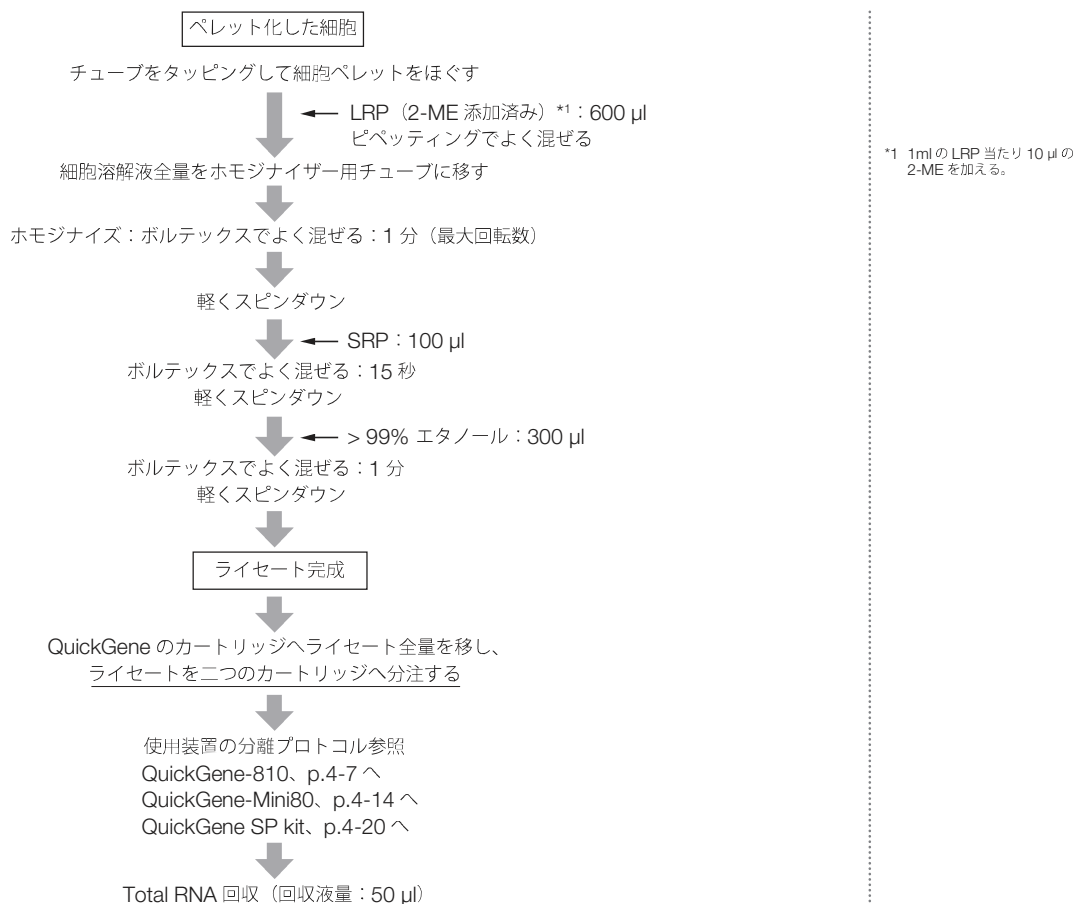 ペレット化した細胞
チューブをタッピングして細胞ペレットをほぐす
LRP（2-ME 添加済み）*1：600 µl
ピペッティングでよく混ぜる
細胞溶解液全量をホモジナイザー用チューブに移す
ホモジナイズ：ボルテックスでよく混ぜる：1 分（最大回転数）
軽くスピンダウン
SRP：100 µl
ボルテックスでよく混ぜる：15 秒
軽くスピンダウン
> 99% エタノール：300 µl
ボルテックスでよく混ぜる：1 分
軽くスピンダウン
ライセート完成
QuickGene のカートリッジへライセート全量を移し、
ライセートを二つのカートリッジへ分注する
使用装置の分離プロトコル参照
QuickGene-810、p.4-7 へ
QuickGene-Mini80、p.4-14 へ
QuickGene SP kit、p.4-20 へ
Total RNA 回収（回収液量：50 µl）
*1 1ml の LRP 当たり 10 µl の
2-ME を加える。